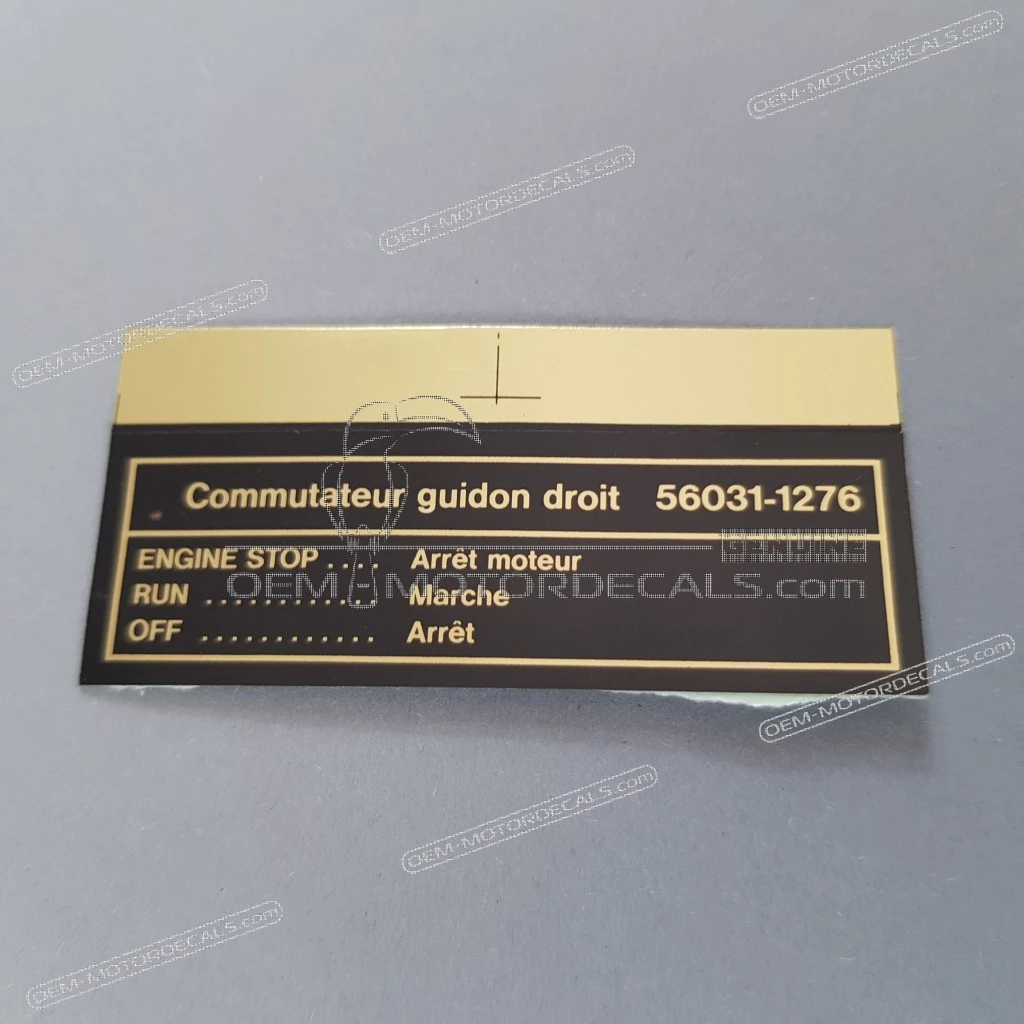 OEM-MOTORDECALS.COM
OEM-MOTORDECALS.COM
OEM-MOTORDECALS.COM
Commutateur guidon droit 56031-1276
GENUINE
ENGINE STOP .... Arrêt moteur
OEM-MOTORDECALS.com
RUN ............ Marche
OFF ............ Arrêt
OEM-MOTORDECALS.COM
OEM-MOTORDECALS.COM
OEM-MOTORDECALS.COM